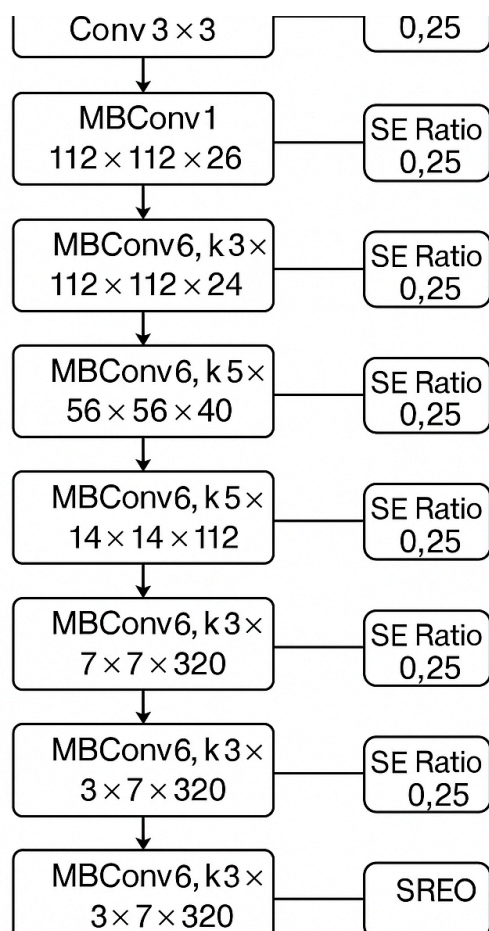 Conv 3 × 3
0,25
MBConv1
112 × 112 × 26
SE Ratio
0,25
MBConv6, k3×
112 × 112 × 24
SE Ratio
0,25
MBConv6, k5×
56 × 56 × 40
SE Ratio
0,25
MBConv6, k5×
14 × 14 × 112
SE Ratio
0,25
MBConv6, k3×
7 × 7 × 320
SE Ratio
0,25
MBConv6, k3×
3 × 7 × 320
SE Ratio
0,25
MBConv6, k3×
3 × 7 × 320
SREO